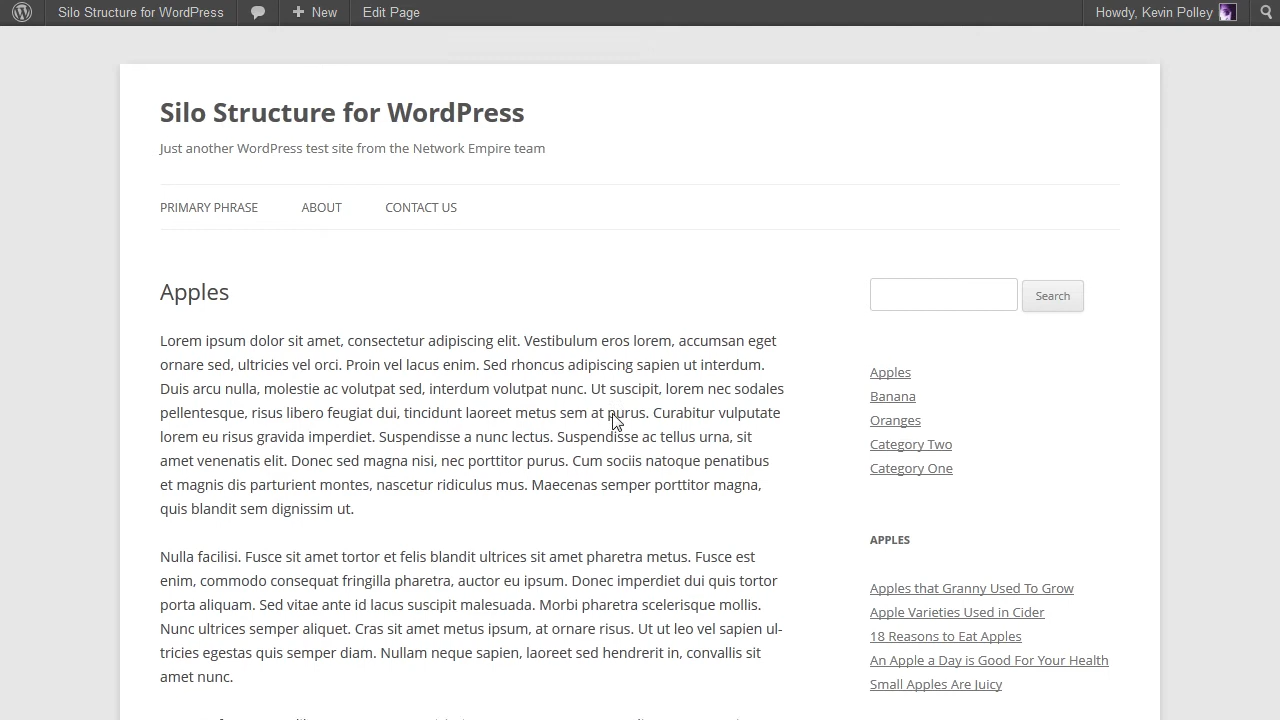 Silo Structure for WordPress
New
Edit Page
Howdy, Kevin Polley
Silo Structure for WordPress
Just another WordPress test site from the Network Empire team
PRIMARY PHRASE
ABOUT
CONTACT US
Apples
Lorem ipsum dolor sit amet, consectetur adipiscing elit. Vestibulum eros lorem, accumsan eget
ornare sed, ultricies vel orci. Proin vel lacus enim. Sed rhoncus adipiscing sapien ut interdum.
Duis arcu nulla, molestie ac volutpat sed, interdum volutpat nunc. Ut suscipit, lorem nec sodales
pellentesque, risus libero feugiat dui, tincidunt laoreet metus sem at purus. Curabitur vulputate
lorem eu risus gravida imperdiet. Suspendisse a nunc lectus. Suspendisse ac tellus urna, sit
amet venenatis elit. Donec sed magna nisi, nec porttitor purus. Cum sociis natoque penatibus
et magnis dis parturient montes, nascetur ridiculus mus. Maecenas semper porttitor magna,
quis blandit sem dignissim ut.
Nulla facilisi. Fusce sit amet tortor et felis blandit ultrices sit amet pharetra metus. Fusce est
enim, commodo consequat fringilla pharetra, auctor eu ipsum. Donec imperdiet dui quis tortor
porta aliquam. Sed vitae ante id lacus suscipit malesuada. Morbi pharetra scelerisque mollis.
Nunc ultrices semper aliquet. Cras sit amet metus ipsum, at ornare risus. Ut ut leo vel sapien ul-
tricies egestas quis semper diam. Nullam neque sapien, laoreet sed hendrerit in, convallis sit
amet nunc.
Search
Apples
Banana
Oranges
Category Two
Category One
APPLES
Apples that Granny Used To Grow
Apple Varieties Used in Cider
18 Reasons to Eat Apples
An Apple a Day is Good For Your Health
Small Apples Are Juicy